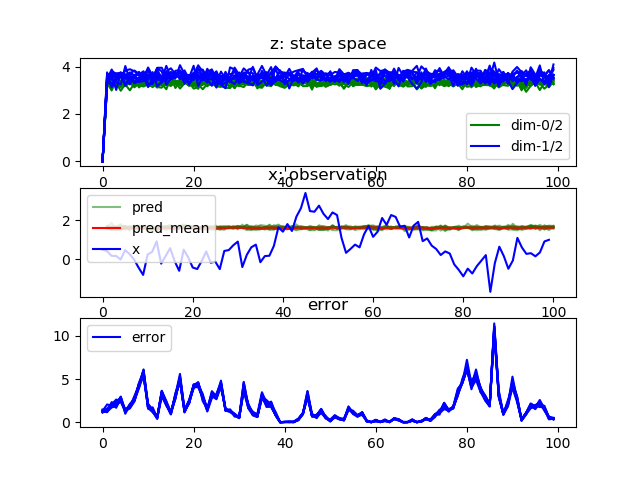 z: state space
4
2
0
dim-0/2
dim-1/2
0 20 40 60 80 100
x: observation
2
0
pred
pred_mean
x
0 20 40 60 80 100
error
10
5
0
error
0 20 40 60 80 100